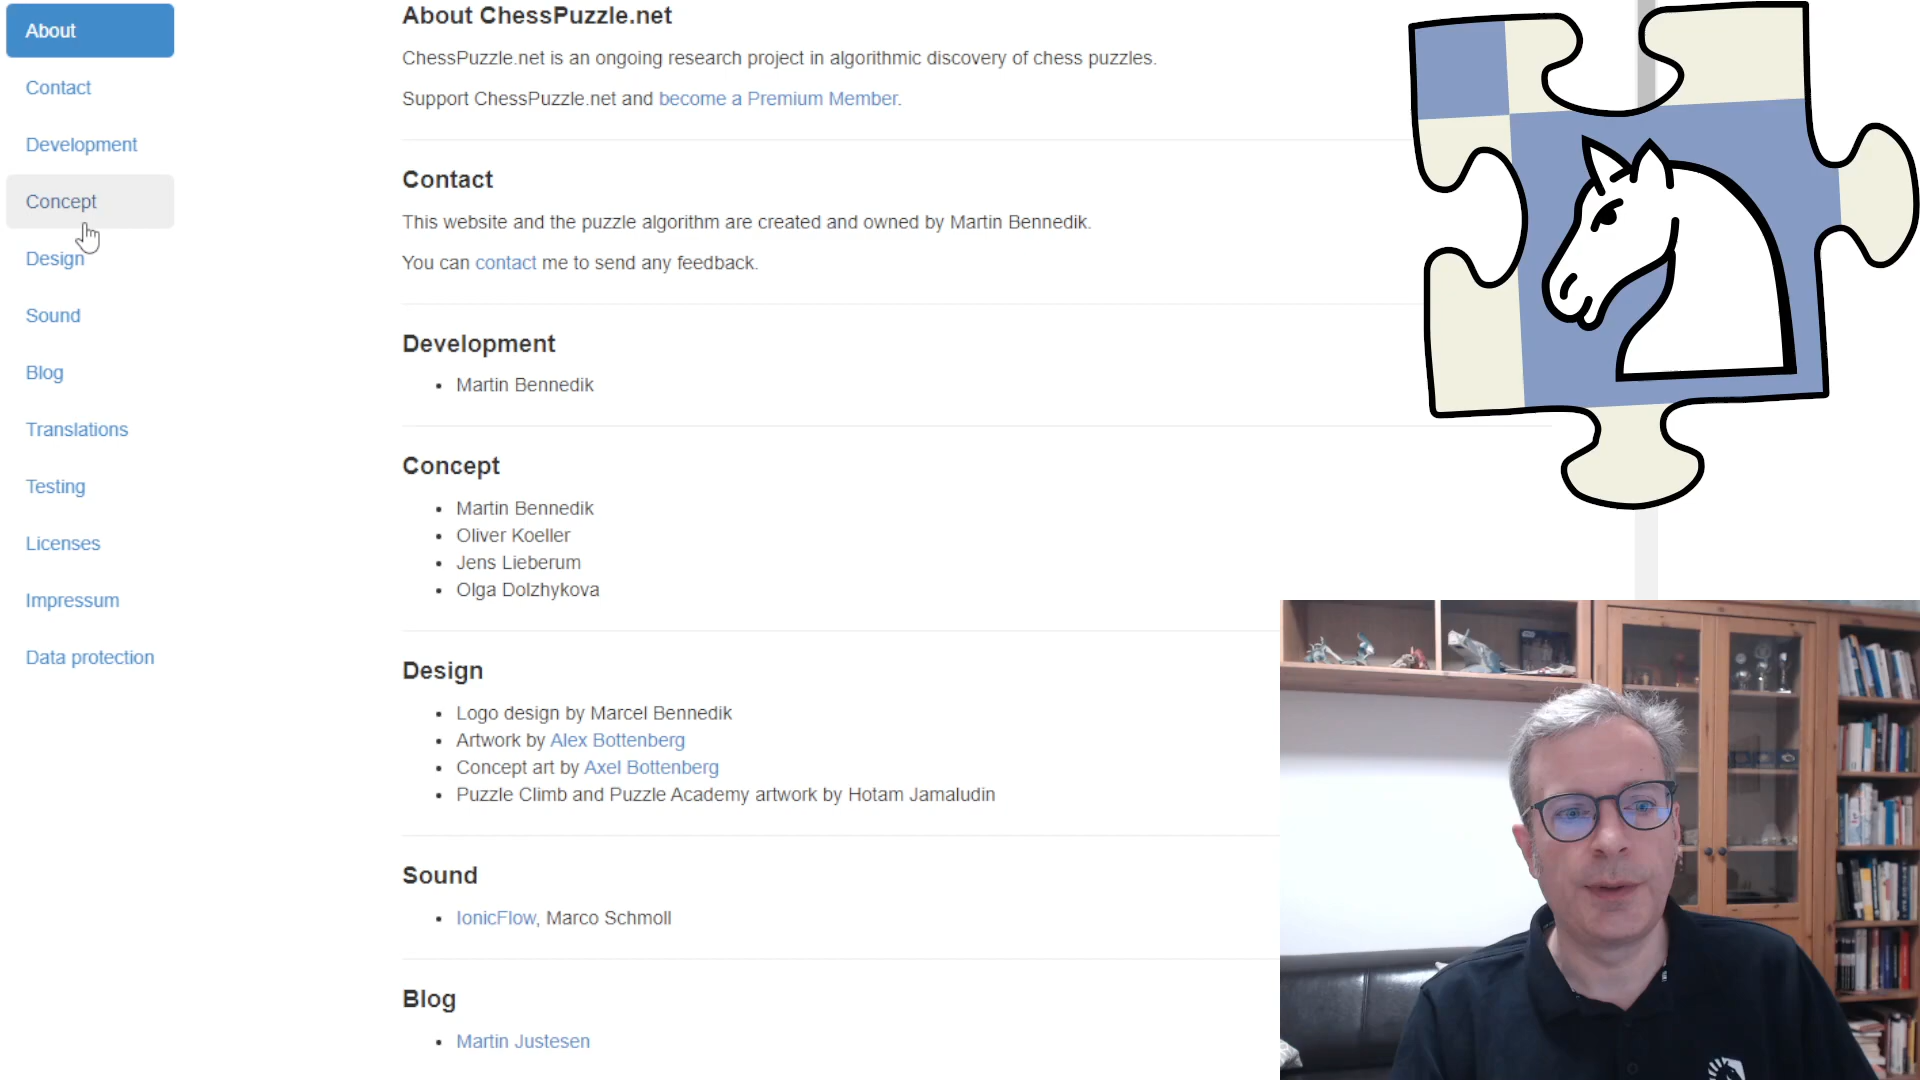 About
Contact
Development
Concept
Design
Sound
Blog
Translations
Testing
Licenses
Impressum
Data protection
About ChessPuzzle.net
ChessPuzzle.net is an ongoing research project in algorithmic discovery of chess puzzles.
Support ChessPuzzle.net and become a Premium Member.
Contact
This website and the puzzle algorithm are created and owned by Martin Bennedik.
You can contact me to send any feedback.
Development
• Martin Bennedik
Concept
• Martin Bennedik
• Oliver Koeller
• Jens Lieberum
• Olga Dolzhykova
Design
• Logo design by Marcel Bennedik
• Artwork by Alex Bottenberg
• Concept art by Axel Bottenberg
• Puzzle Climb and Puzzle Academy artwork by Hotam Jamaludin
Sound
• IonicFlow, Marco Schmoll
Blog
• Martin Justesen